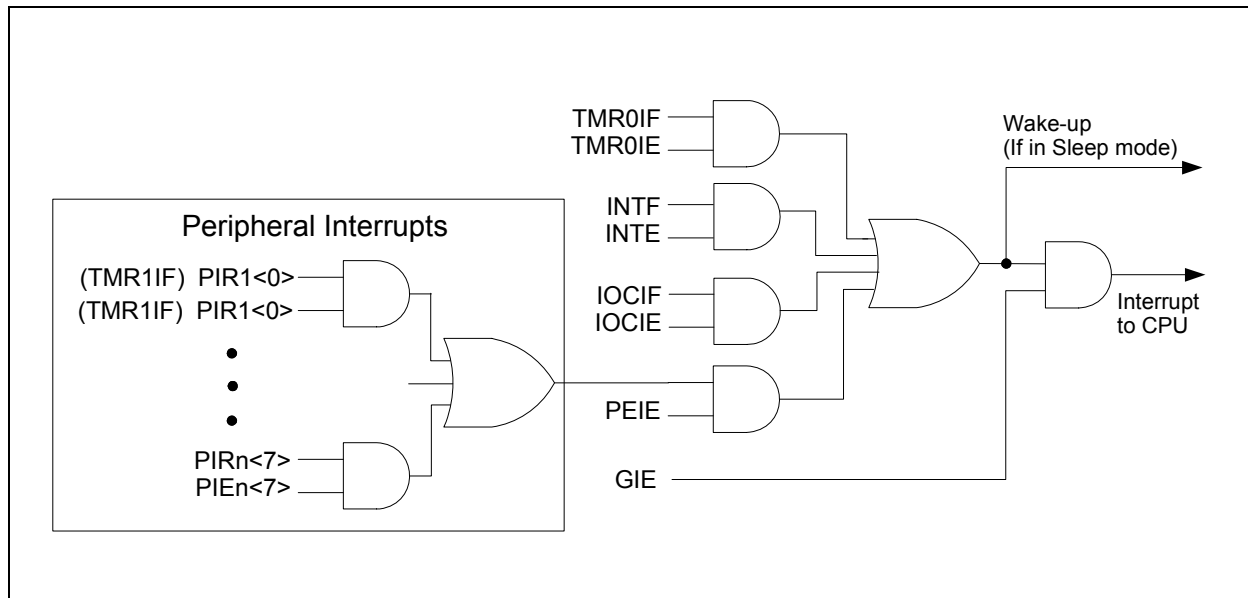 TMR0IF
TMR0IE
Wake-up
(If in Sleep mode)
INTF
INTE
Peripheral Interrupts
(TMR1IF) PIR1<0>
(TMR1IF) PIR1<0>
IOCIF
IOCIE
Interrupt
to CPU
PEIE
PIRn<7>
PIEn<7>
GIE